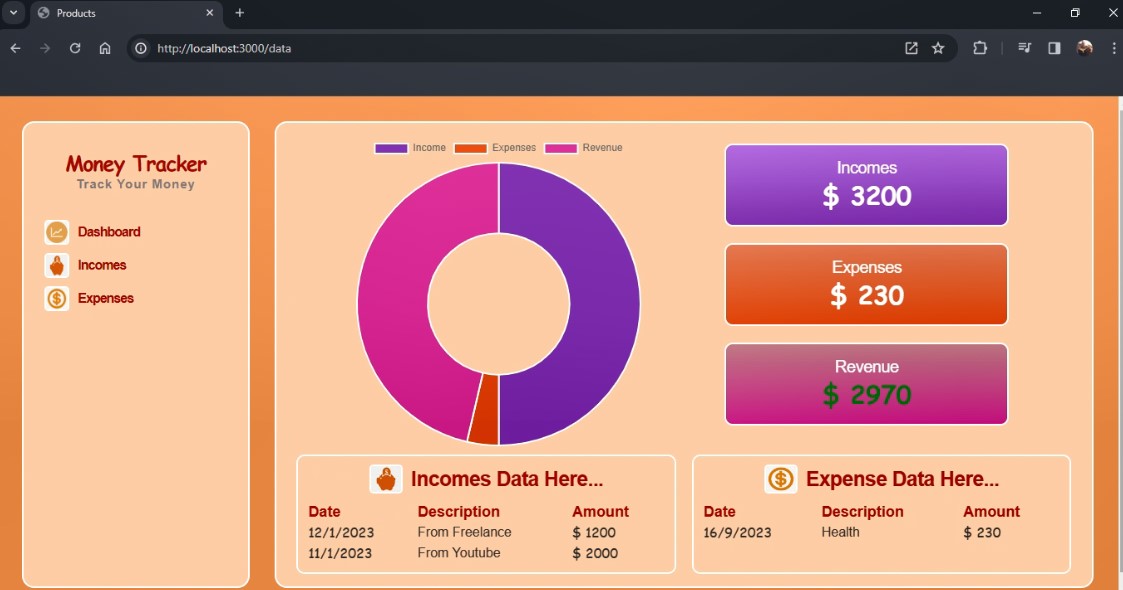 Products
http://localhost:3000/data
Money Tracker
Track Your Money
Dashboard
Incomes
Expenses
Income Expenses Revenue
Incomes
$ 3200
Expenses
$ 230
Revenue
$ 2970
Incomes Data Here...
Date Description Amount
12/1/2023 From Freelance $ 1200
11/1/2023 From Youtube $ 2000
Expense Data Here...
Date Description Amount
16/9/2023 Health $ 230